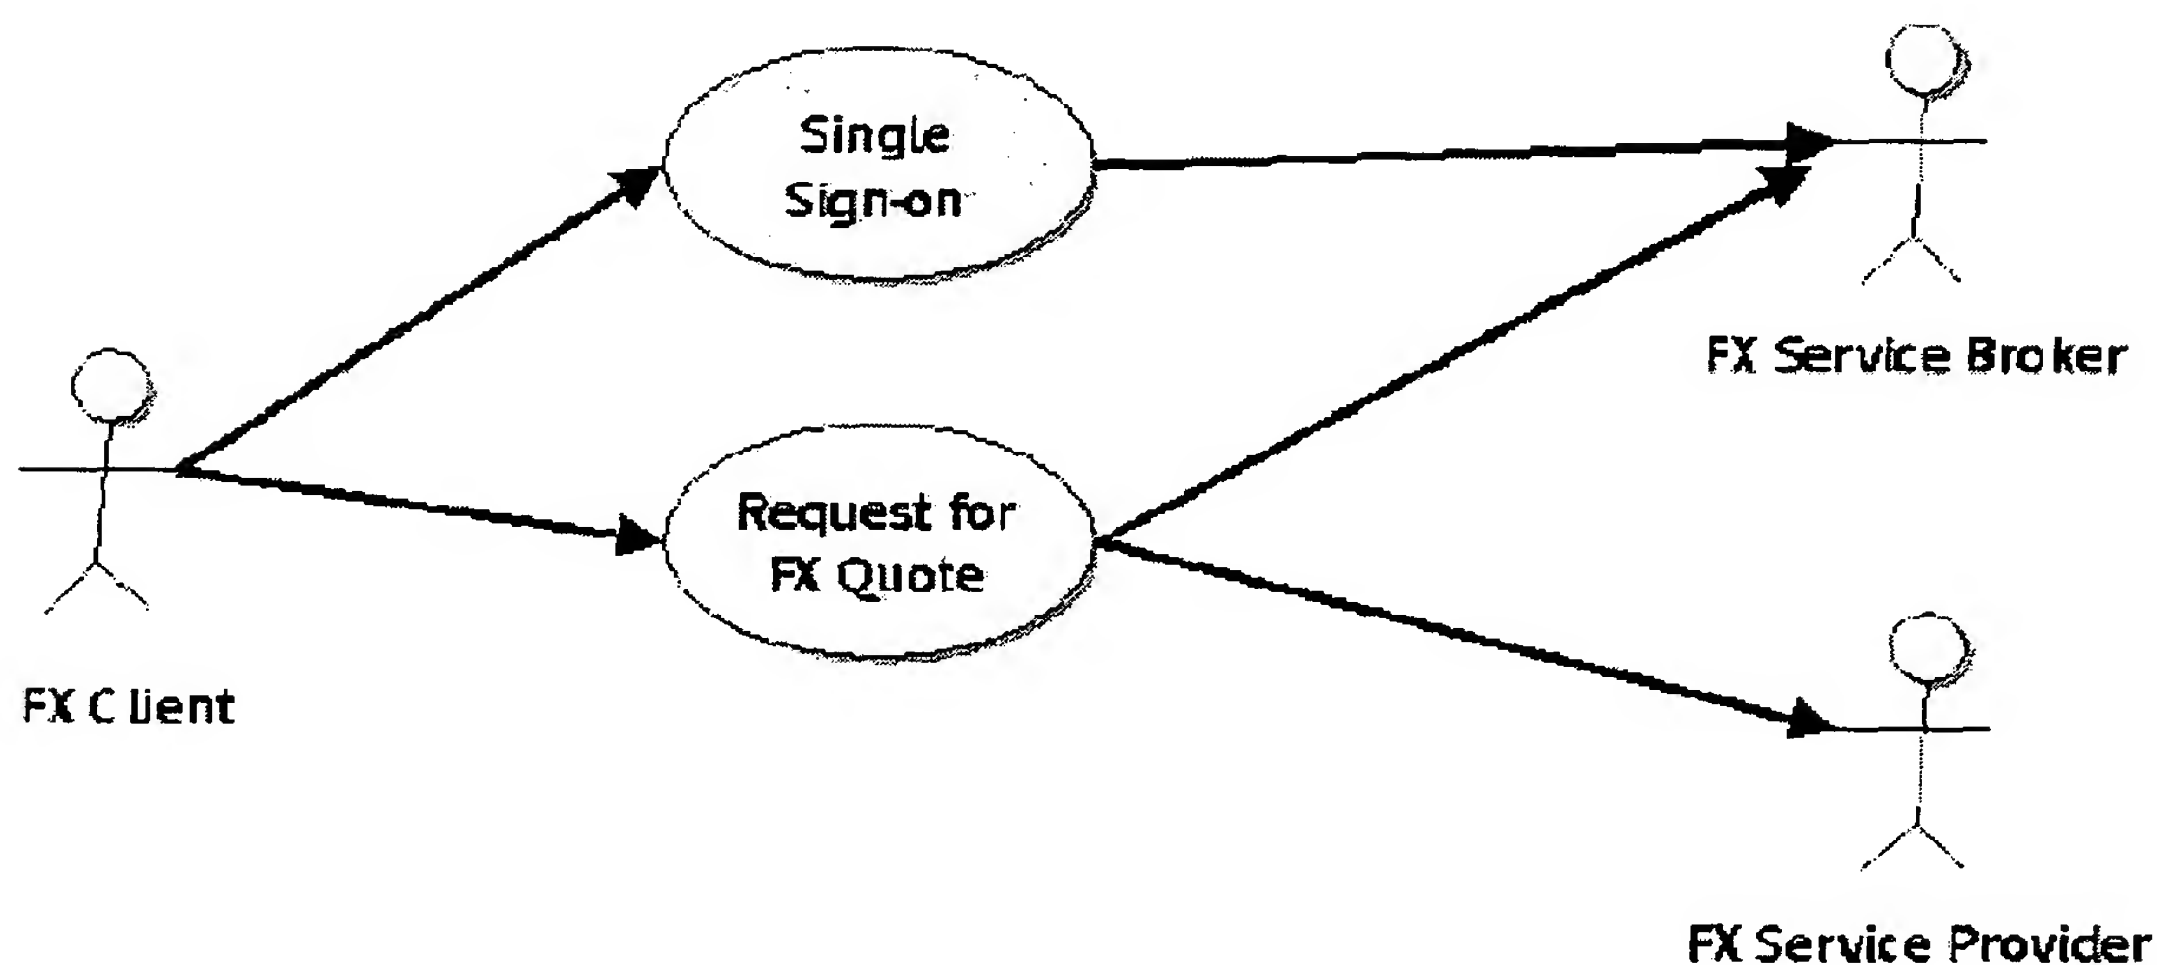 Single
Sign-on
FX Service Broker
Request for
FX Quote
FX Client
FX Service Provider